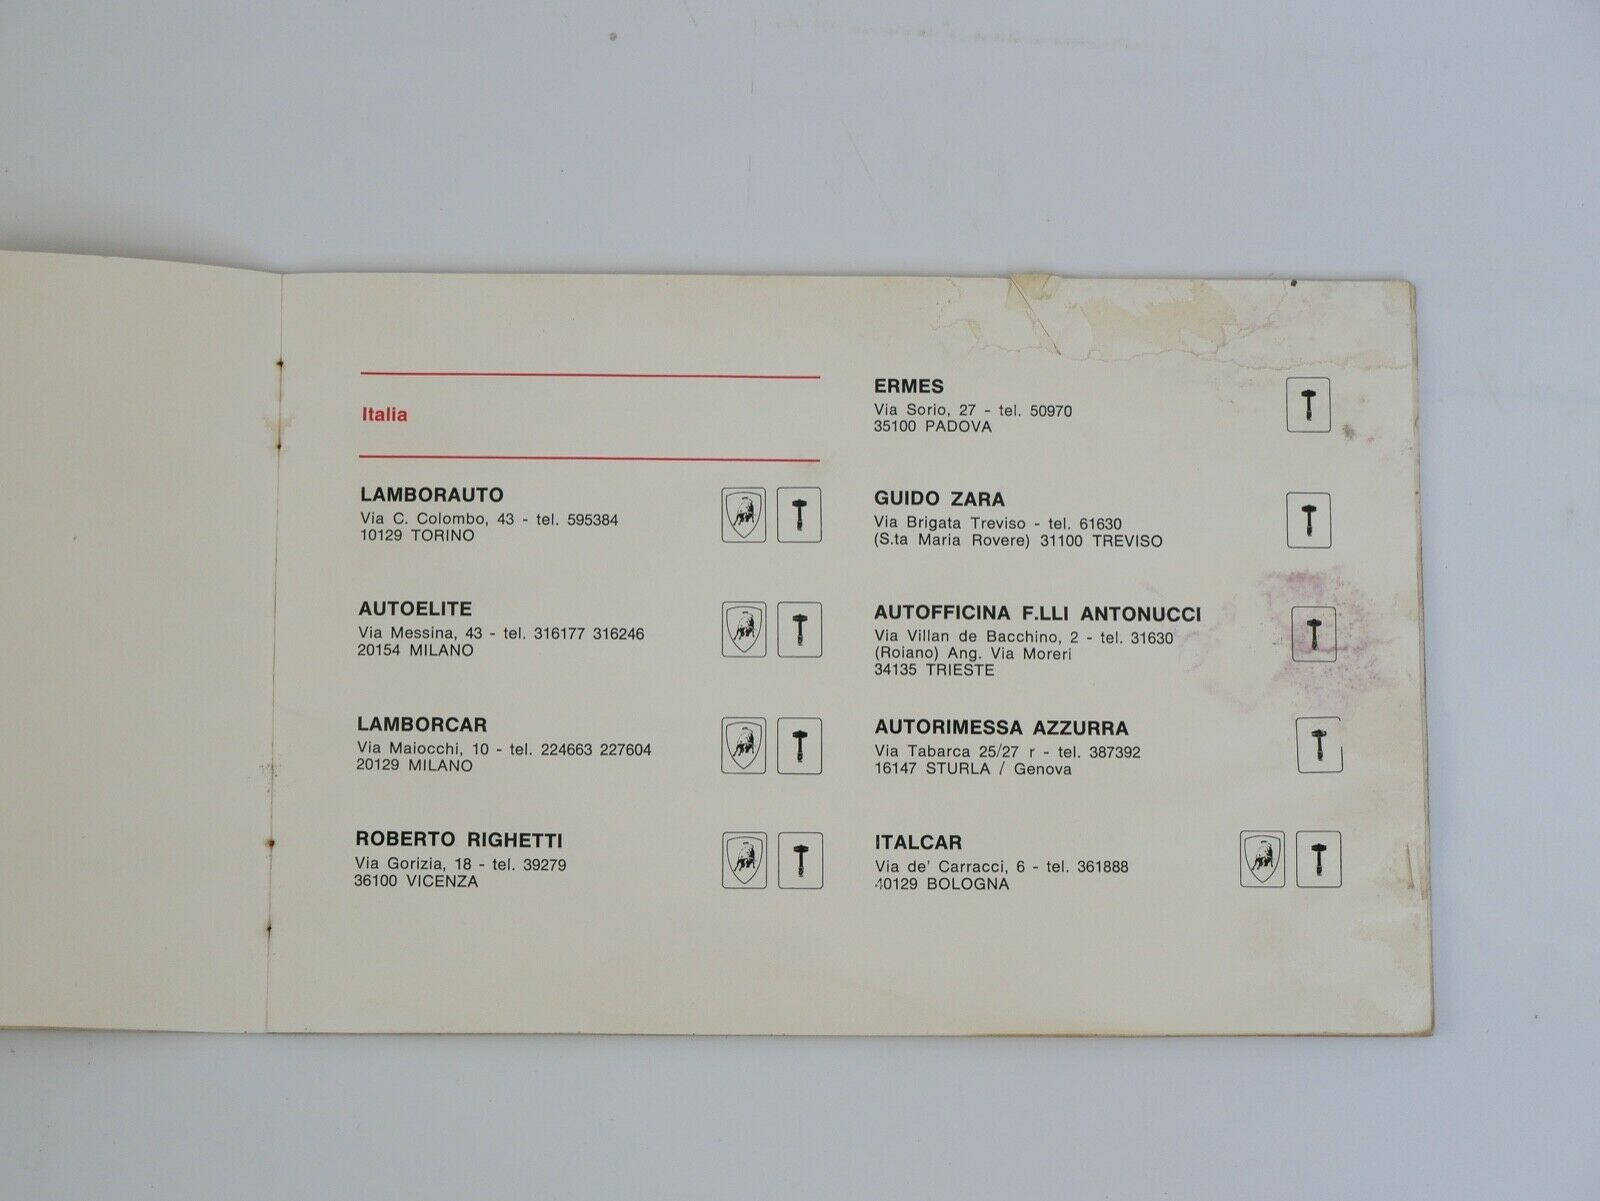 Italia
LAMBORAUTO
Via C. Colombo, 43 - tel. 595384
10129 TORINO
AUTOELITE
Via Messina, 43 - tel. 316177 316246
20154 MILANO
LAMBORCAR
Via Maiocchi, 10 - tel. 224663 227604
20129 MILANO
ROBERTO RIGHETTI
Via Gorizia, 18 - tel. 39279
36100 VICENZA
ERMES
Via Sorio, 27 - tel. 50970
35100 PADOVA
GUIDO ZARA
Via Brigata Treviso - tel. 61630
(S.ta Maria Rovere) 31100 TREVISO
AUTOFFICINA F.LLI ANTONUCCI
Via Villan de Bacchino, 2 - tel. 31630
(Roiano) Ang. Via Moreri
34135 TRIESTE
AUTORIMESSA AZZURRA
Via Tabarca 25/27 r - tel. 387392
16147 STURLA / Genova
ITALCAR
Via de' Carracci, 6 - tel. 361888
40129 BOLOGNA